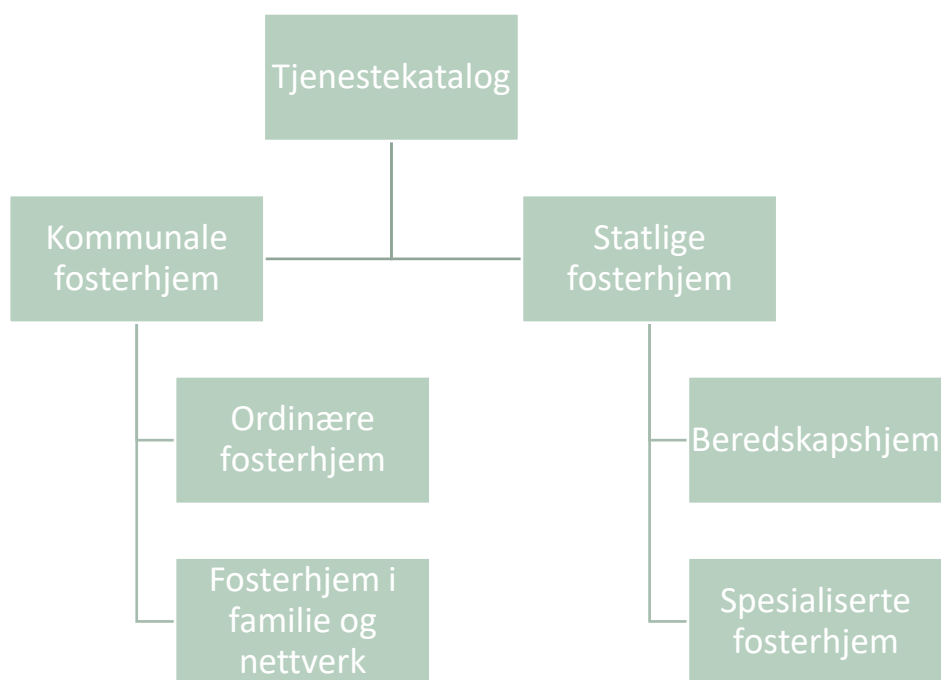 Tjenestekatalog
Kommunale
fosterhjem
Statlige
fosterhjem
Ordinære
fosterhjem
Fosterhjem i
familie og
nettverk
Beredskapshjem
Spesialiserte
fosterhjem